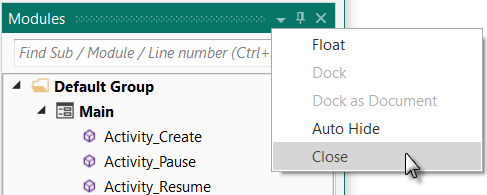 Modules
Find Sub / Module / Line number (Ctrl+
Default Group
Main
Activity_Create
Activity_Pause
Activity_Resume
Float
Dock
Dock as Document
Auto Hide
Close